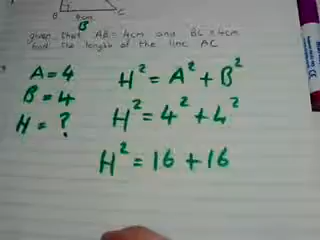 B 4cm C
B
given that AB = 4cm and BC = 4cm
find the length of the line AC
A = 4
B = 4
H = ?
H² = A² + B²
H² = 4² + 4²
H² = 16 + 16